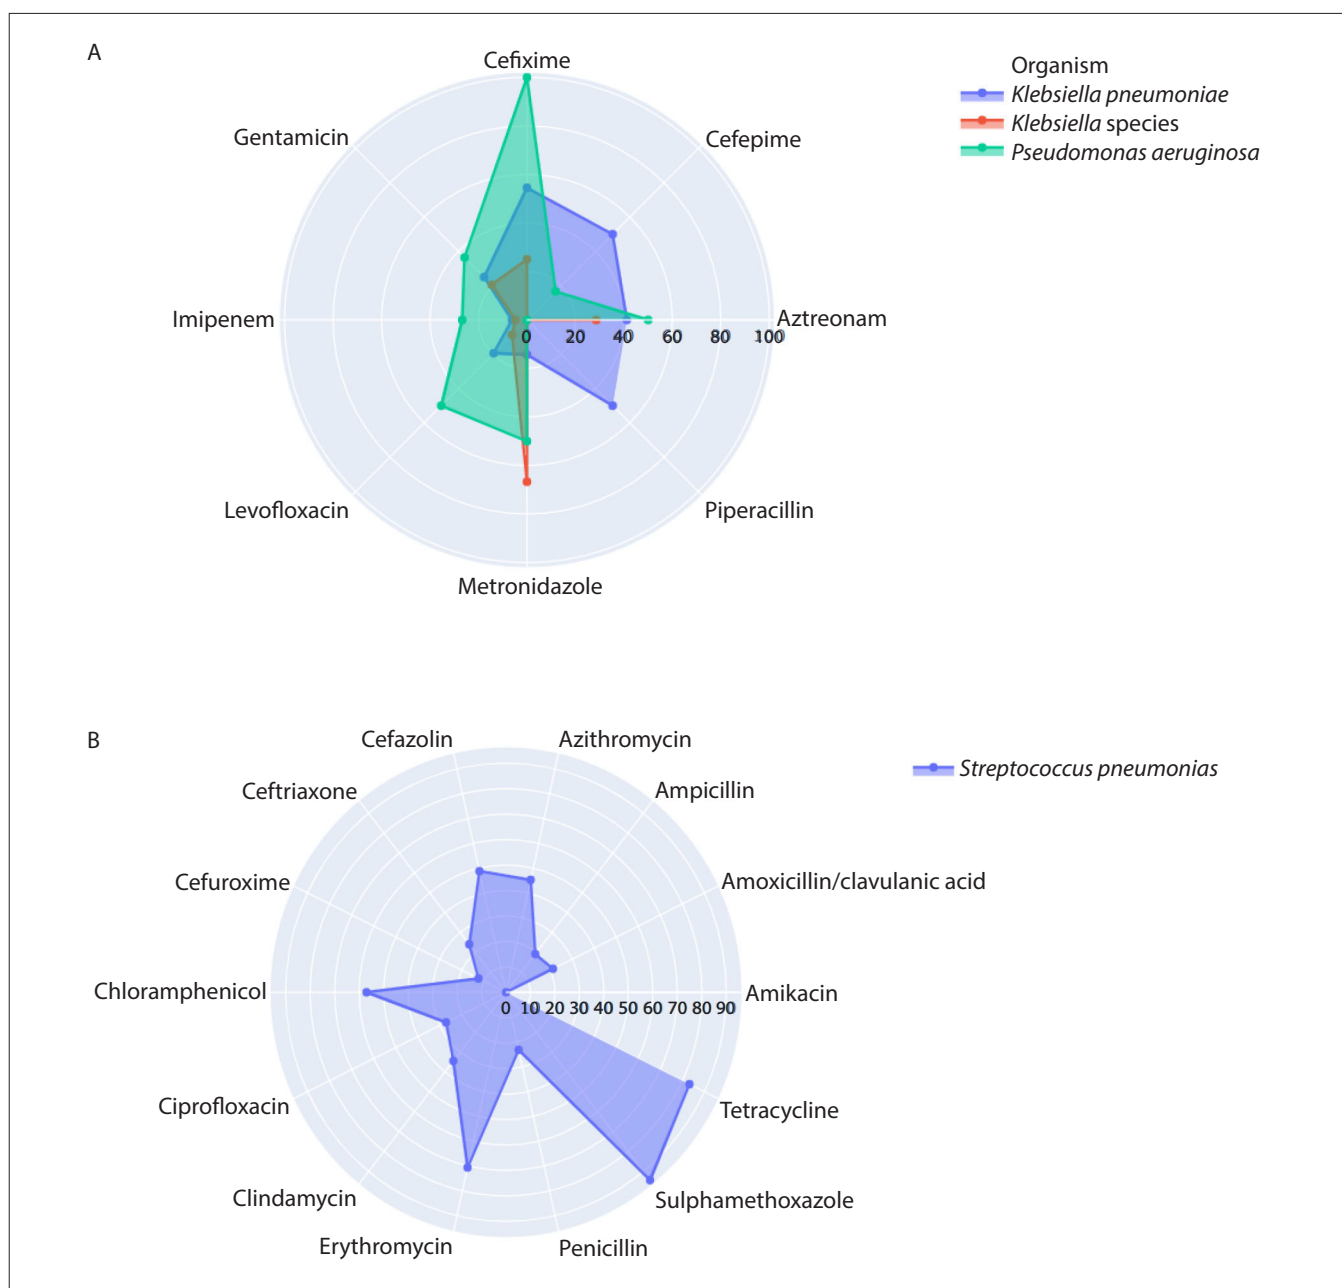 A
Cefixime
Organism
Klebsiella pneumoniae
Klebsiella species
Pseudomonas aeruginosa
Gentamicin
Cefepime
Imipenem
Aztreonam
0 20 40 60 80 100
Levofloxacin
Piperacillin
Metronidazole
B
Cefazolin
Azithromycin
Streptococcus pneumonias
Ceftriaxone
Ampicillin
Cefuroxime
Amoxicillin/clavulanic acid
Chloramphenicol
Amikacin
0 10 20 30 40 50 60 70 80 90
Ciprofloxacin
Tetracycline
Clindamycin
Sulphamethoxazole
Erythromycin
Penicillin